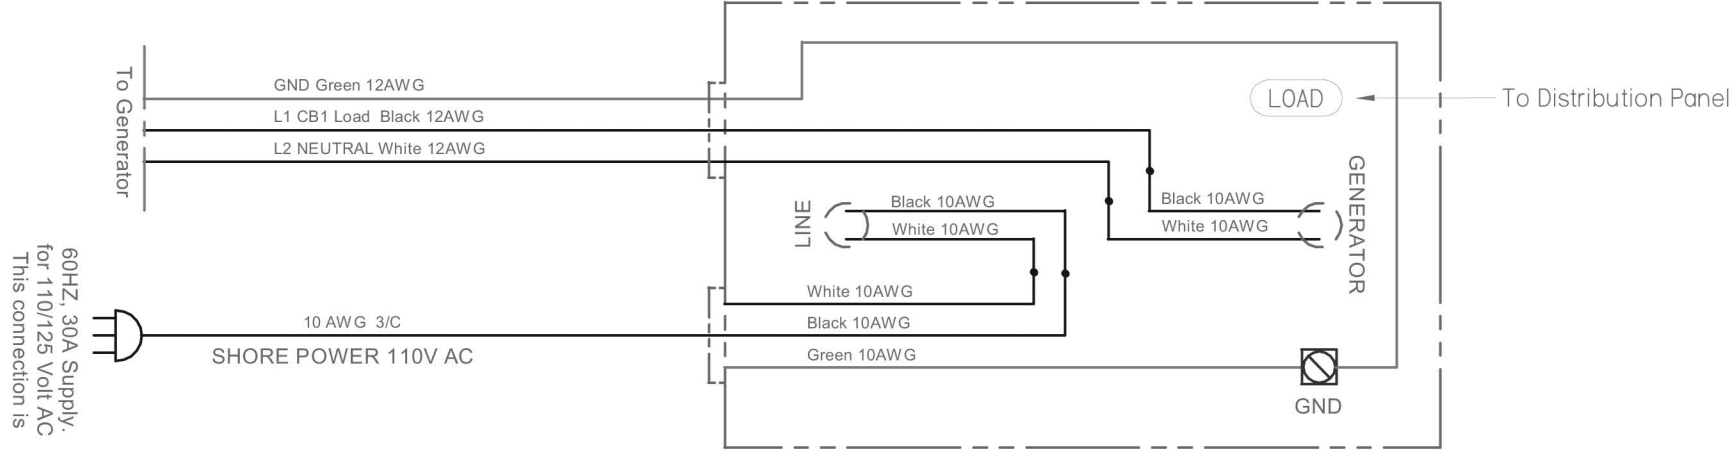 To Generator
GND Green 12AWG
L1 CB1 Load Black 12AWG
L2 NEUTRAL White 12AWG
LOAD
To Distribution Panel
LINE
Black 10AWG
White 10AWG
Black 10AWG
White 10AWG
GENERATOR
This connection is
for 110/125 Volt AC
60HZ, 30A Supply.
10 AWG 3/C
SHORE POWER 110V AC
White 10AWG
Black 10AWG
Green 10AWG
GND